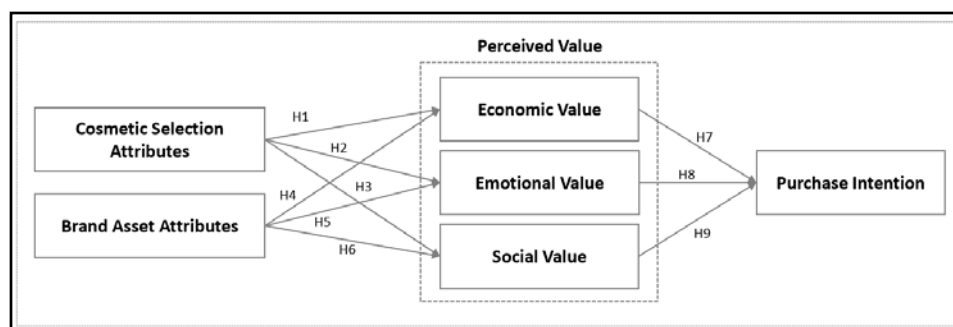 Perceived Value
Cosmetic Selection
Attributes
Brand Asset Attributes
H1
H2
H3
H4
H5
H6
Economic Value
Emotional Value
Social Value
H7
H8
H9
Purchase Intention